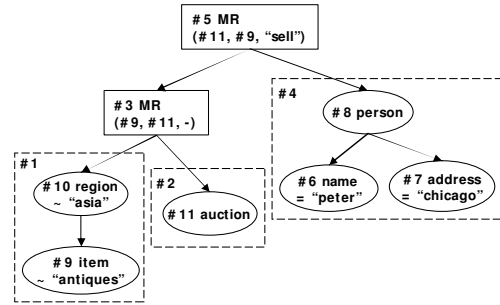 #5 MR
(#11, #9, “sell”)
#3 MR
(#9, #11, -)
#4
#8 person
#6 name
= “peter”
#7 address
= “chicago”
#1
#10 region
~ “asia”
#9 item
~ “antiques”
#2
#11 auction